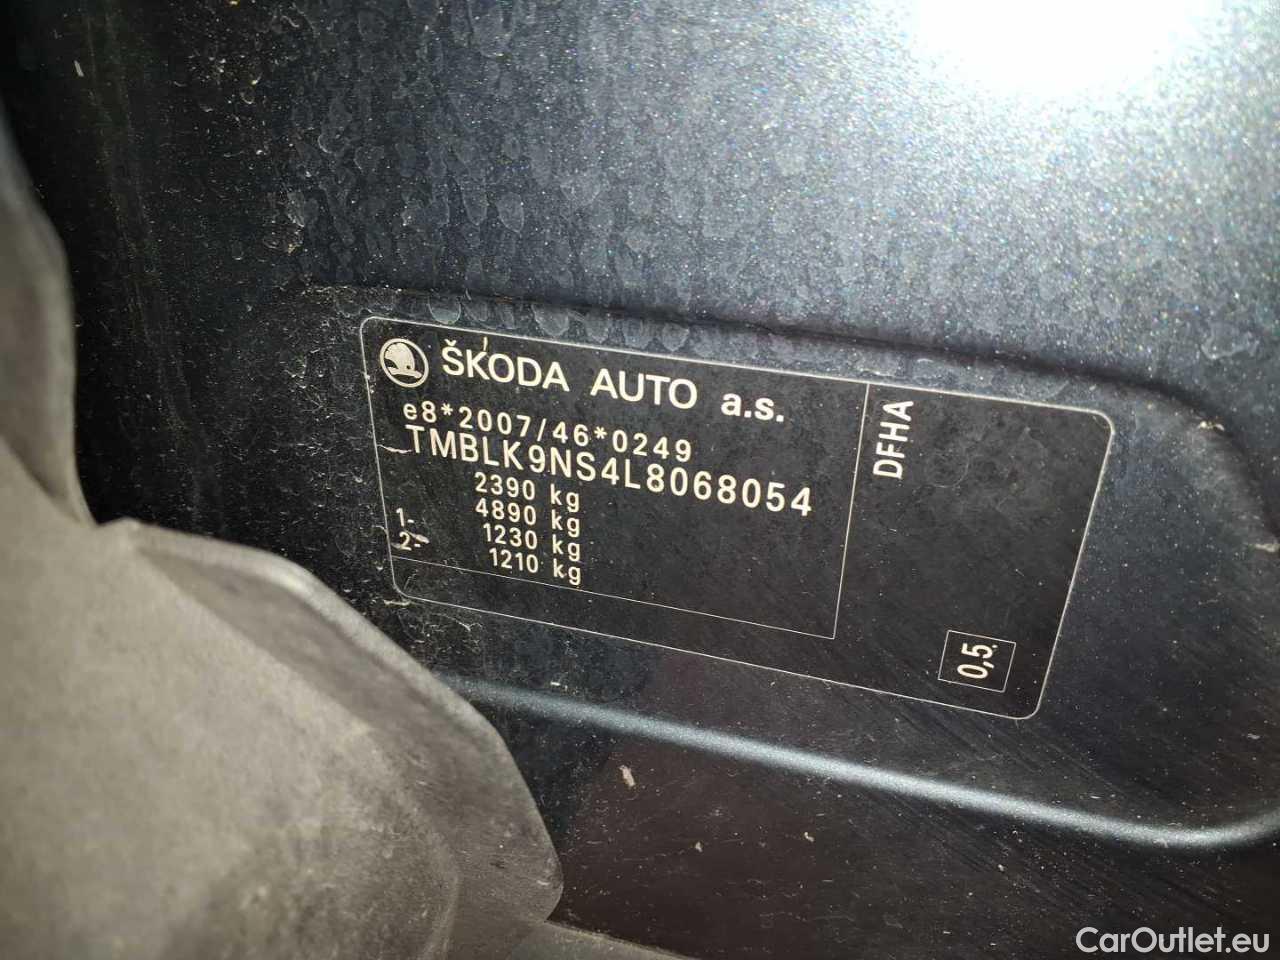 ŠKODA AUTO a.s.
e8*2007/46*0249
TMBLK9NS4L8068054
2390 kg
4890 kg
1- 1230 kg
2- 1210 kg
DFHA
0,5
CarOutlet.eu